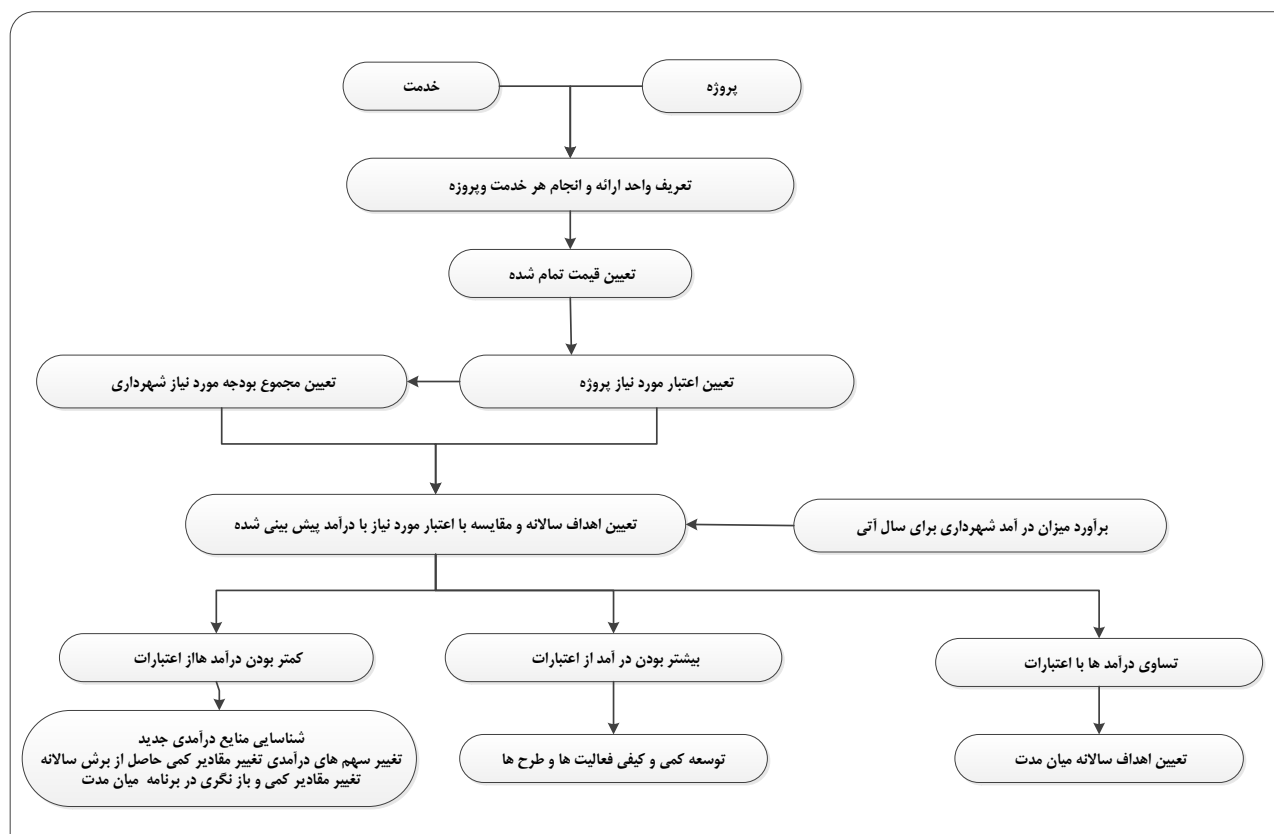 پروژه
خدمت
تعریف واحد ارائه و انجام هر خدمت وپروزه
تعیین قیمت تمام شده
تعیین اعتبار مورد نیاز پروژه
تعیین مجموع بودجه مورد نیاز شهرداری
برآورد میزان در آمد شهرداری برای سال آتی
تعیین اهداف سالانه و مقایسه با اعتبار مورد نیاز با درآمد پیش بینی شده
تساوی درآمد ها با اعتبارات
بیشتر بودن در آمد از اعتبارات
کمتر بودن درآمد هااز اعتبارات
تعیین اهداف سالانه میان مدت
توسعه کمی و کیفی فعالیت ها و طرح ها
شناسایی منایع درآمدی جدید
تغییر سهم های درآمدی تغییر مقادیر کمی حاصل از برش سالانه
تغییر مقادیر کمی و باز نگری در برنامه میان مدت